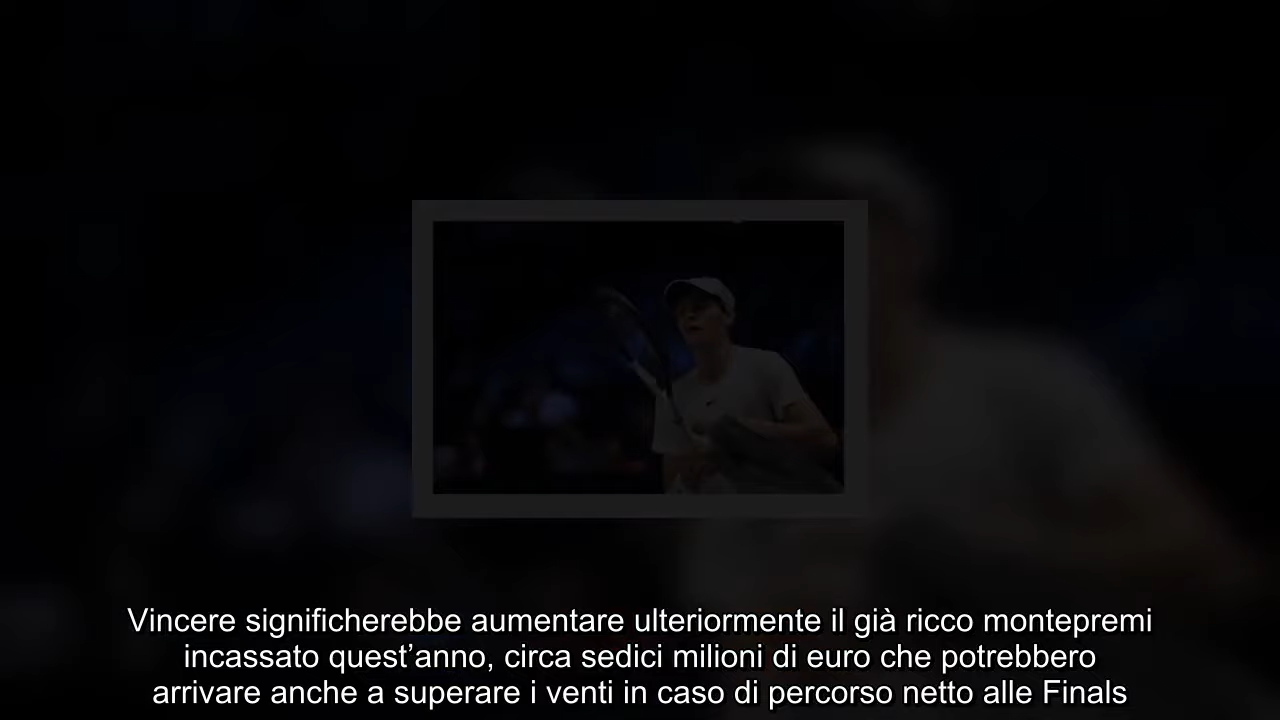 Vincere significherebbe aumentare ulteriormente il già ricco montepremi
incassato quest’anno, circa sedici milioni di euro che potrebbero
arrivare anche a superare i venti in caso di percorso netto alle Finals